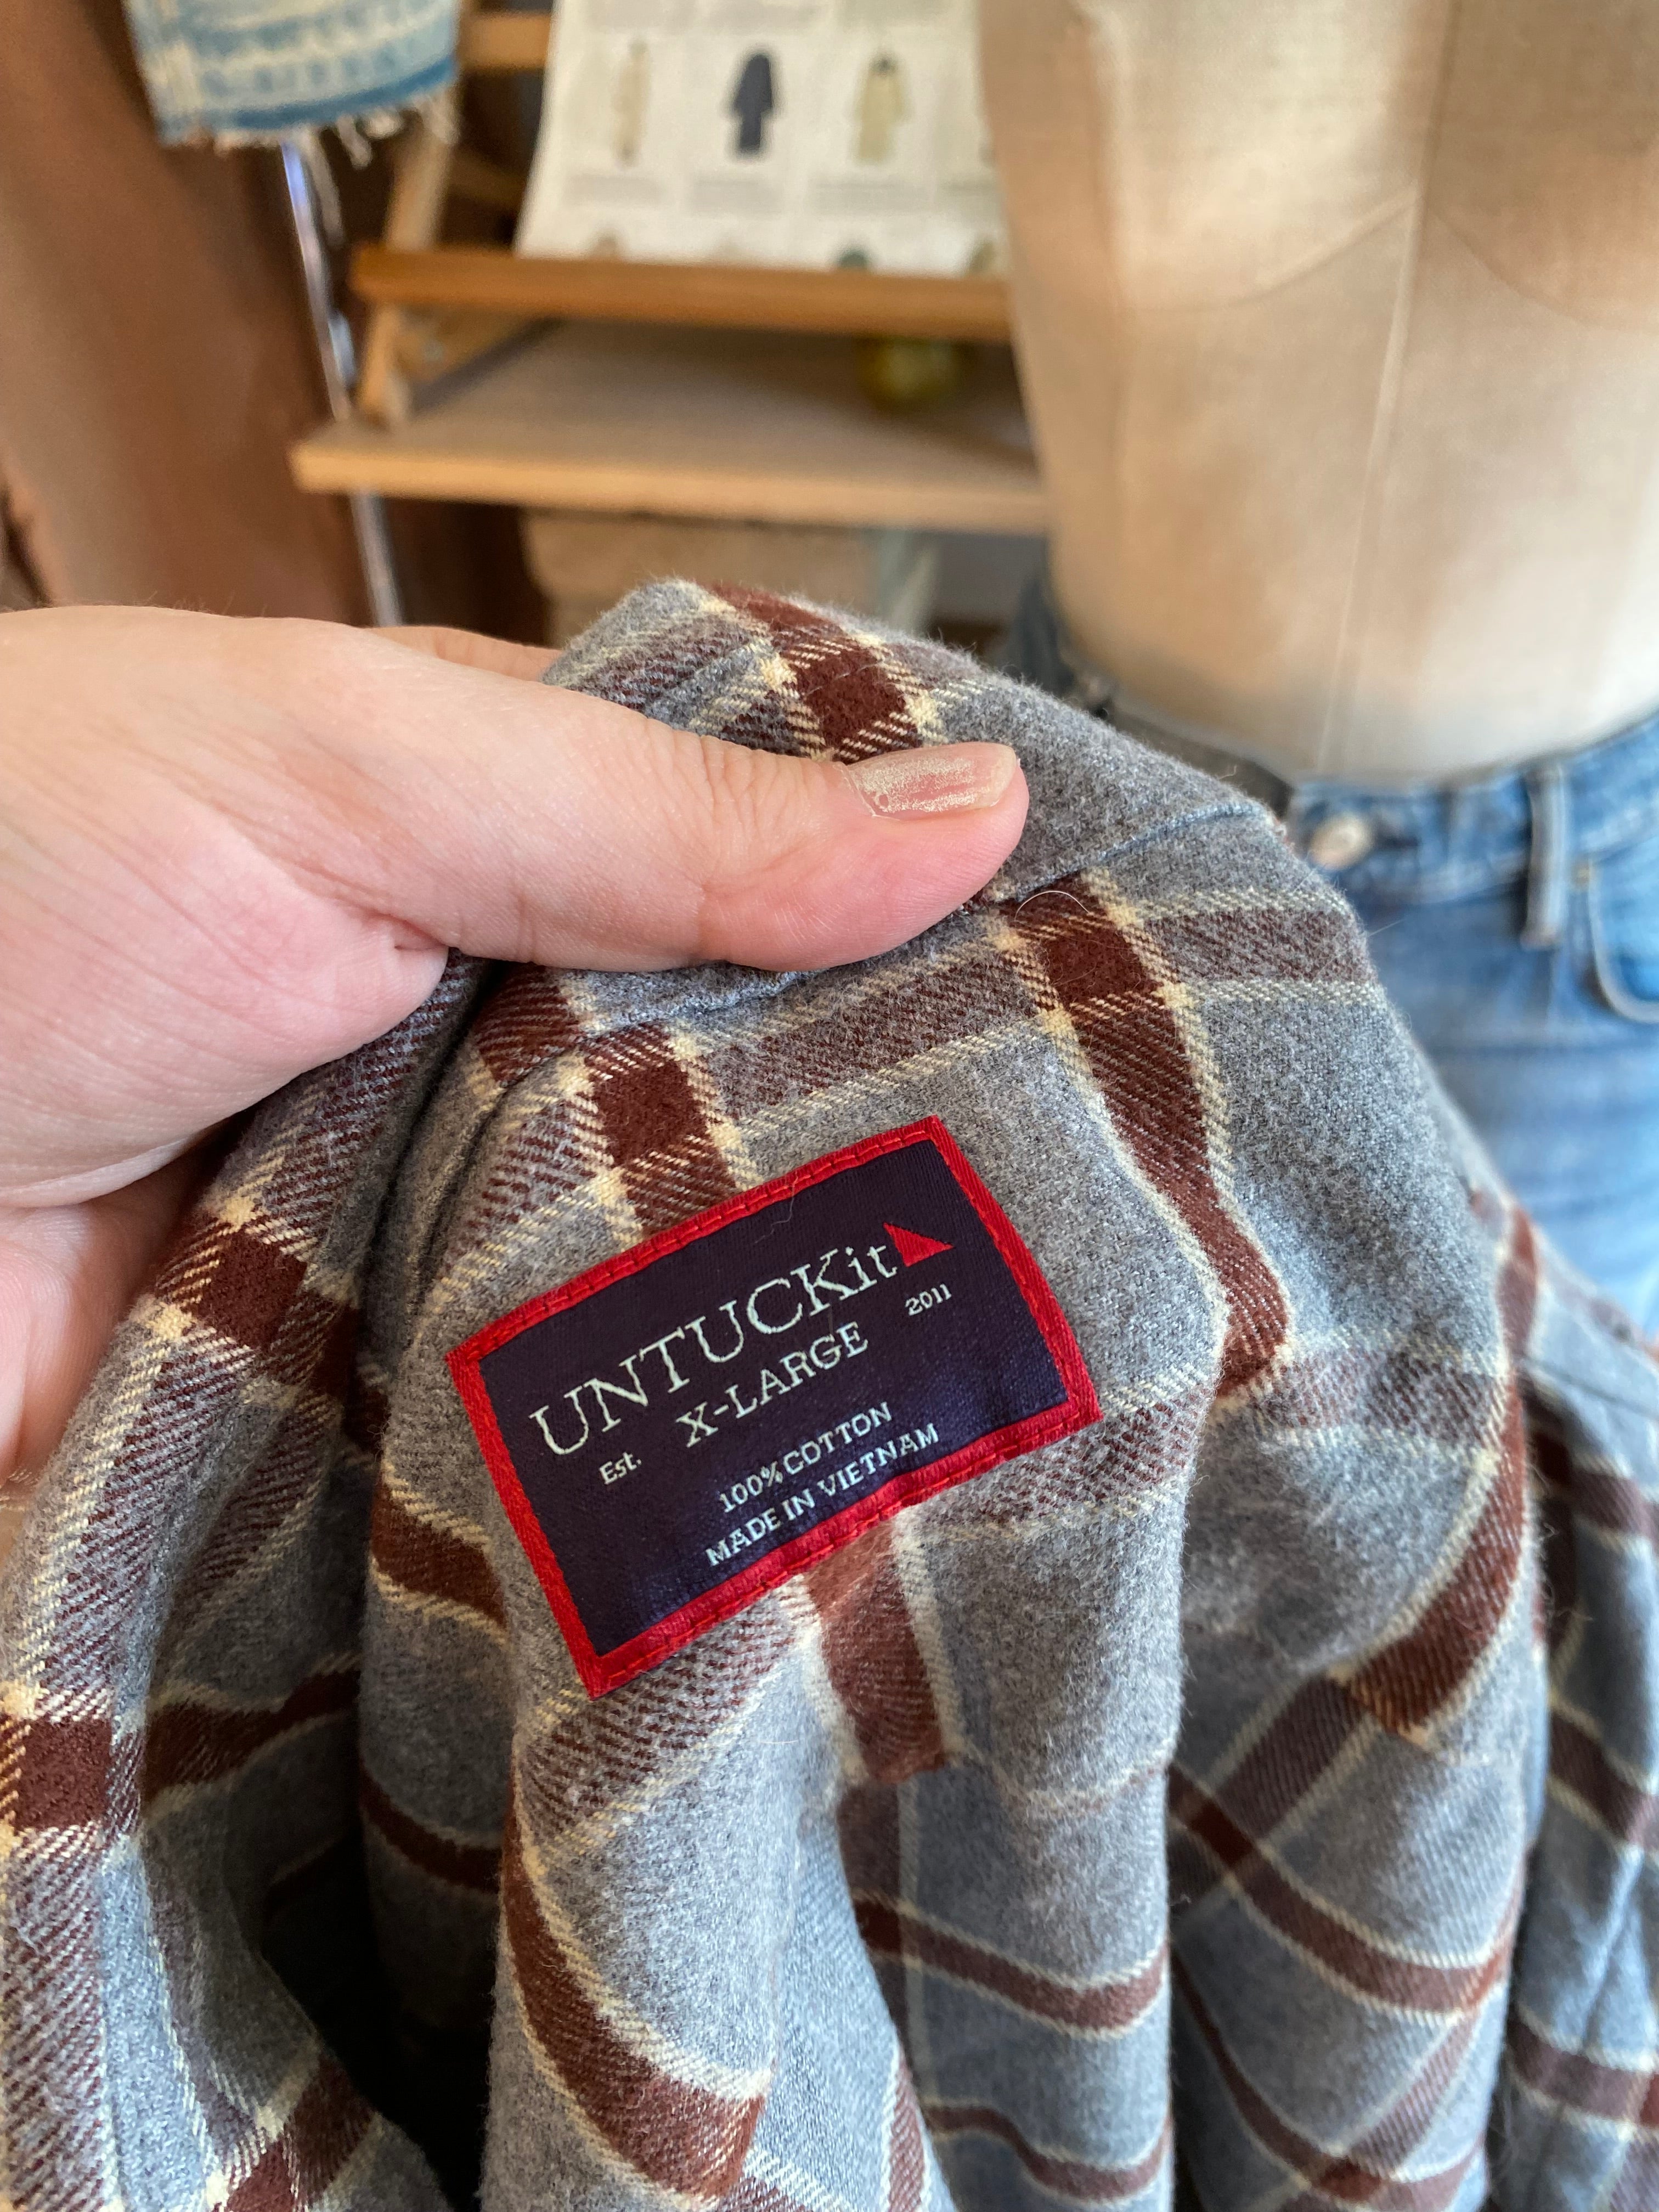 UNTUCKit
Est. X-LARGE 2011
100% COTTON
MADE IN VIETNAM